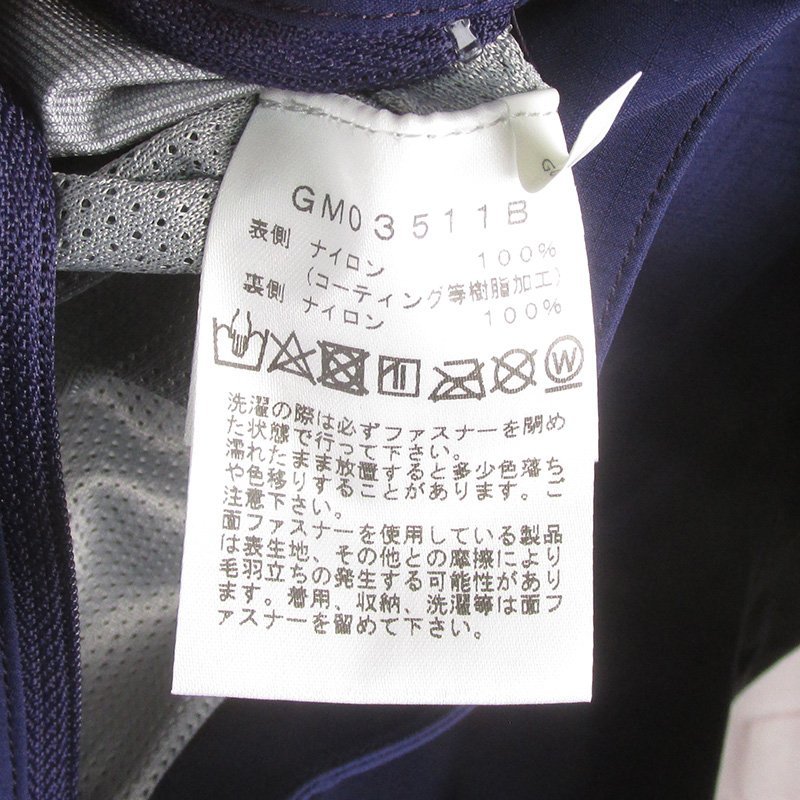 GM03511B
表側 ナイロン 100%
(コーティング等樹脂加工)
裏側 ナイロン 100%
W
洗濯の際は必ずファスナーを閉め
た状態で行って下さい。
濡れたまま放置すると多少色落ち
や色移りすることがあります。ご
注意下さい。
面ファスナーを使用している製品
は表生地、その他との摩擦により
毛羽立ちの発生する可能性があり
ます。着用、収納、洗濯等は面フ
ァスナーを留めて下さい。